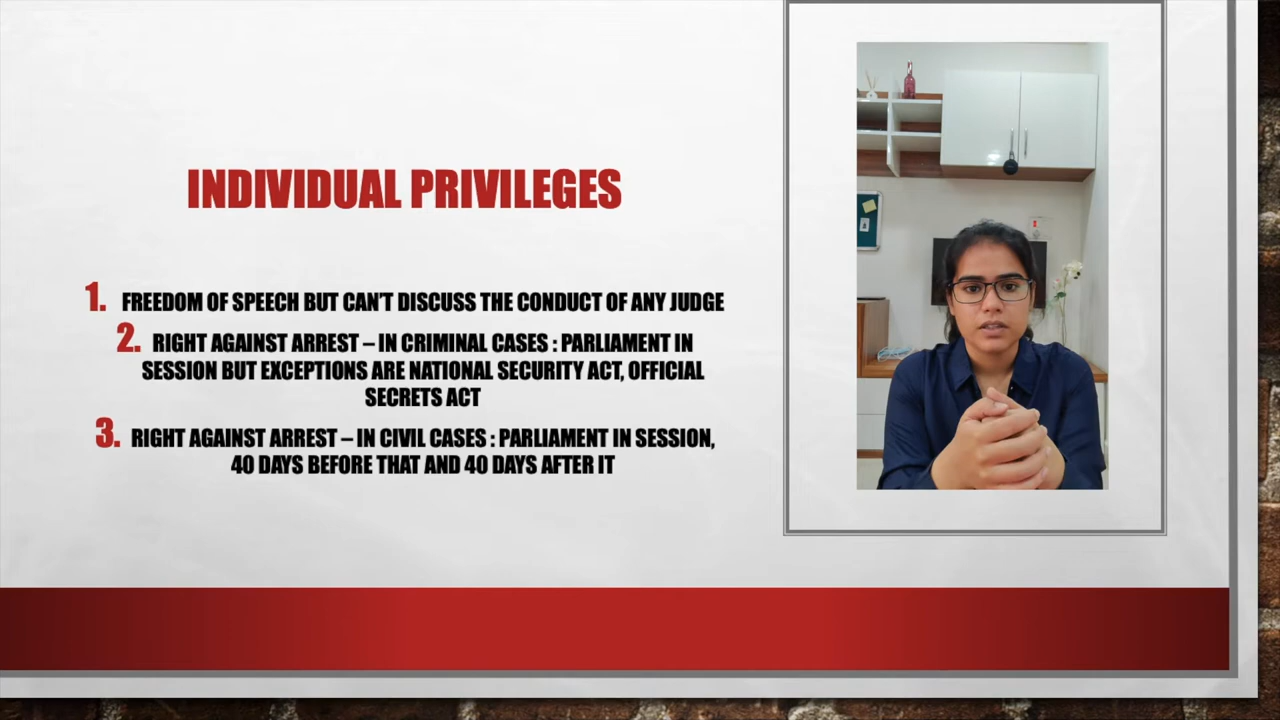 INDIVIDUAL PRIVILEGES
1. FREEDOM OF SPEECH BUT CAN'T DISCUSS THE CONDUCT OF ANY JUDGE
2. RIGHT AGAINST ARREST – IN CRIMINAL CASES : PARLIAMENT IN
SESSION BUT EXCEPTIONS ARE NATIONAL SECURITY ACT, OFFICIAL
SECRETS ACT
3. RIGHT AGAINST ARREST – IN CIVIL CASES : PARLIAMENT IN SESSION,
40 DAYS BEFORE THAT AND 40 DAYS AFTER IT